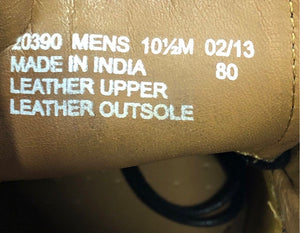 20390 MENS 10½M 02/13
MADE IN INDIA 80
LEATHER UPPER
LEATHER OUTSOLE